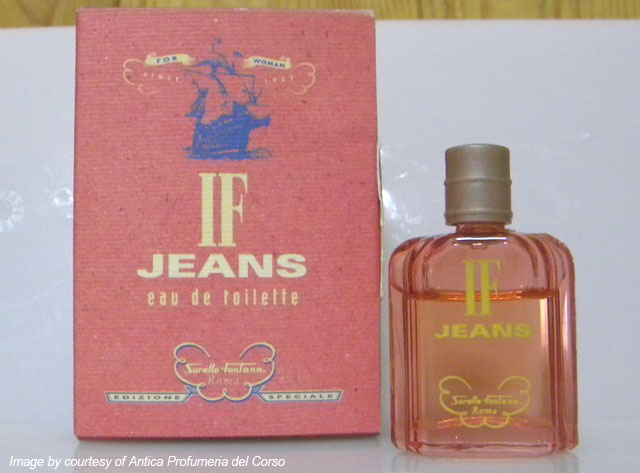 FOR WOMAN
SINCE
IF
JEANS
eau de toilette
Sorelle Fontana
Roma
EDIZIONE SPECIALE
IF
JEANS
Sorelle Fontana
Roma
Image by courtesy of Antica Profumeria del Corso